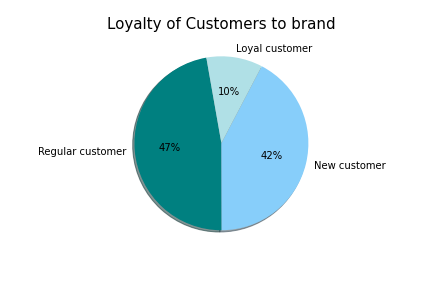 Loyalty of Customers to brand
Loyal customer
10%
Regular customer
47%
42%
New customer